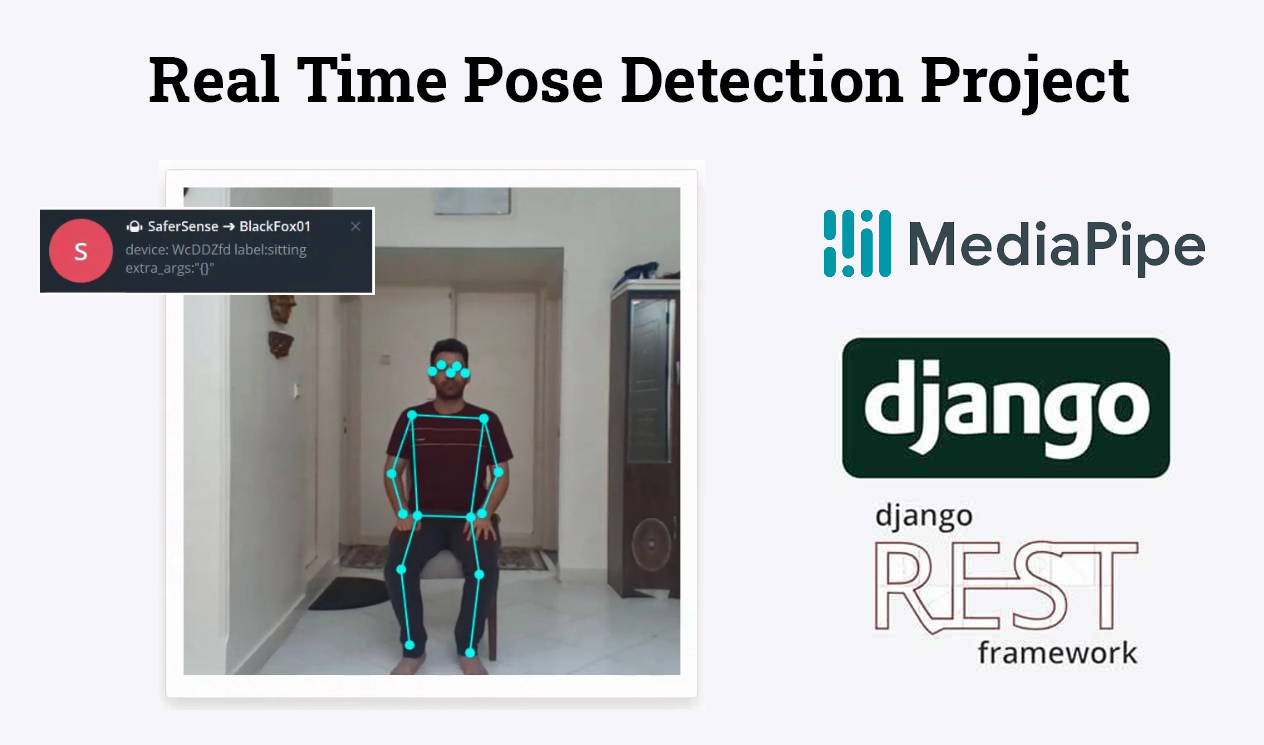 Real Time Pose Detection Project
S
SaferSense → BlackFox01
device: WcDDZfd label:sitting
extra_args:"{}"
MediaPipe
django
django
REST
framework